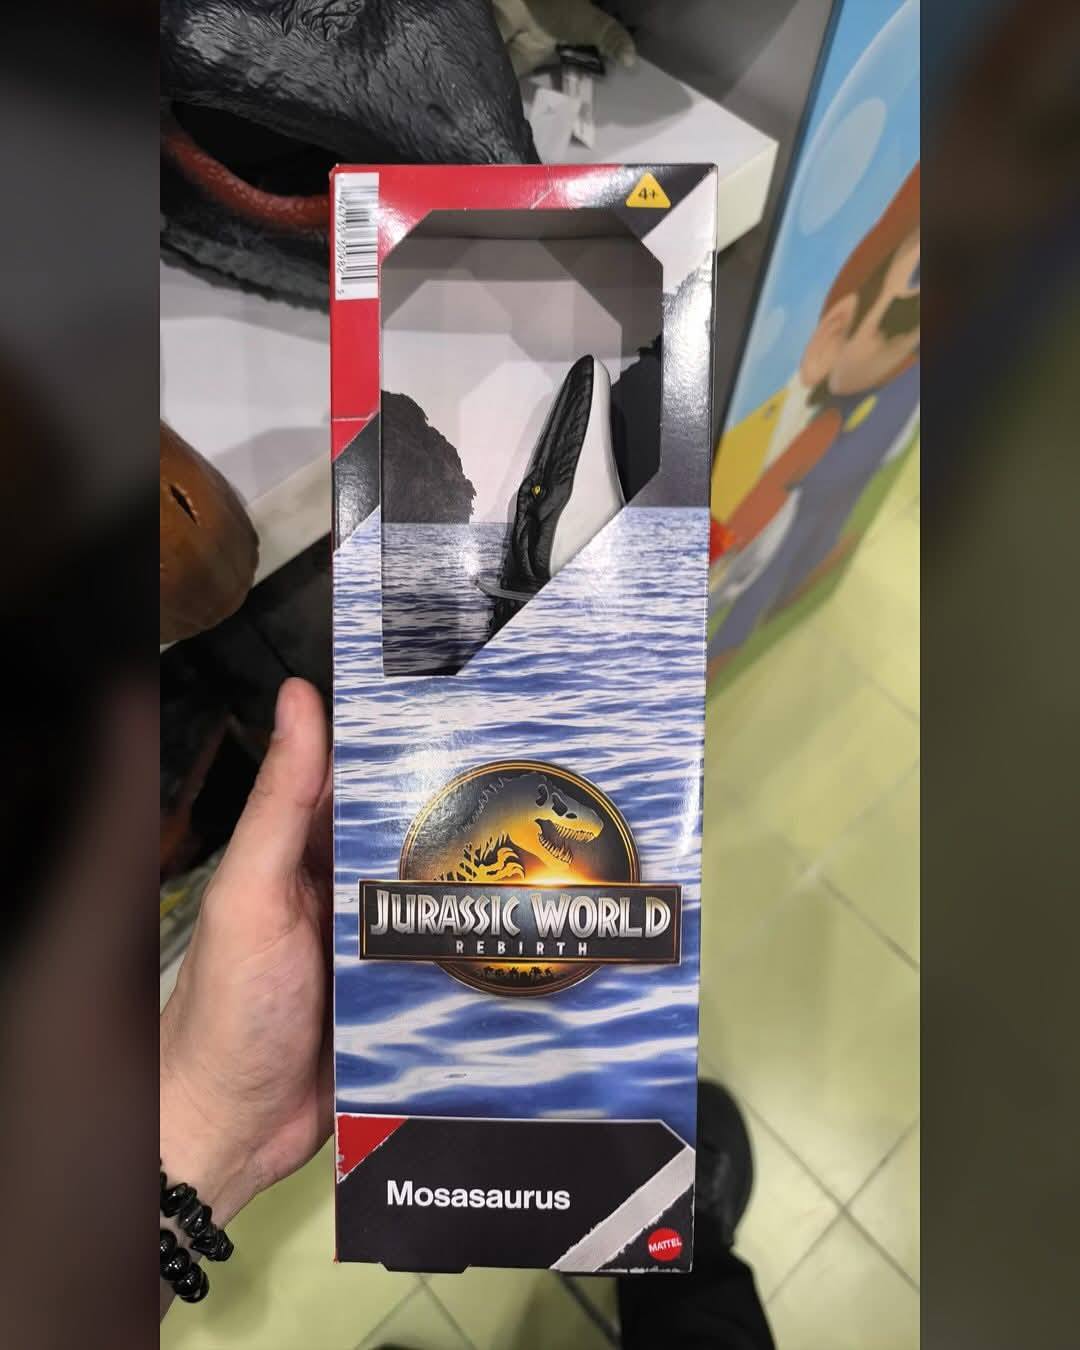 4+
JURASSIC WORLD
REBIRTH
Mosasaurus
MATTEL